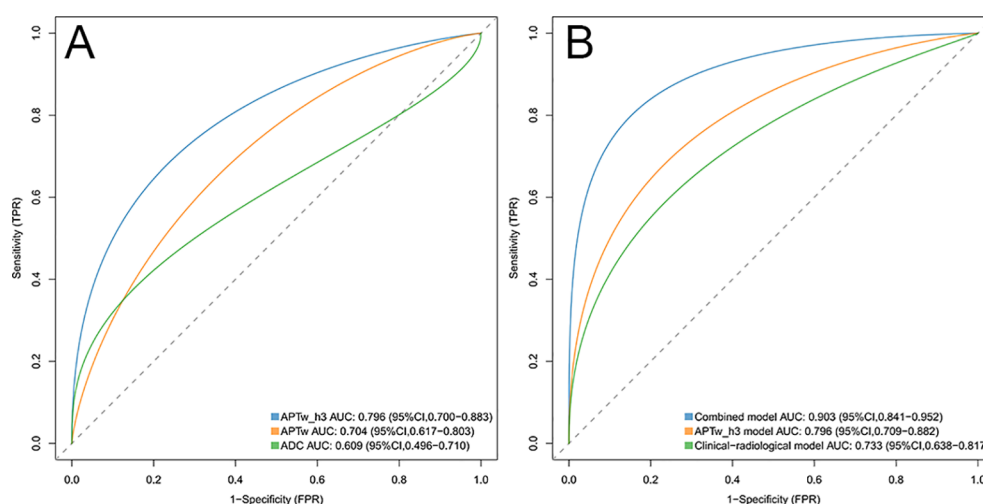 A
1.0
0.8
0.6
0.4
0.2
0.0
Sensitivity (TPR)
APTw_h3 AUC: 0.796 (95%CI,0.700−0.883)
APTw AUC: 0.704 (95%CI,0.617−0.803)
ADC AUC: 0.609 (95%CI,0.496−0.710)
0.0 0.2 0.4 0.6 0.8 1.0
1−Specificity (FPR)
B
1.0
0.8
0.6
0.4
0.2
0.0
Sensitivity (TPR)
Combined model AUC: 0.903 (95%CI,0.841−0.952)
APTw_h3 model AUC: 0.796 (95%CI,0.709−0.882)
Clinical−radiological model AUC: 0.733 (95%CI,0.638−0.817
0.0 0.2 0.4 0.6 0.8 1.0
1−Specificity (FPR)